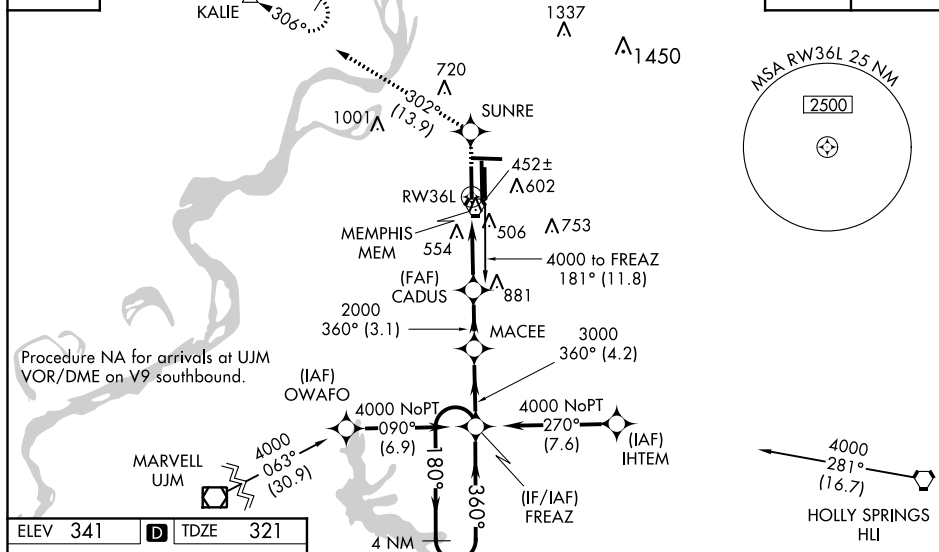 KALIE
306°
1337
1450
MSA RW36L 25 NM
2500
302°
(13.9)
720
1001
SUNRE
452±
602
RW36L
MEMPHIS
MEM
554
506
753
4000 to FREAZ
181° (11.8)
(FAF)
CADUS
881
2000
360° (3.1)
MACEE
3000
360° (4.2)
Procedure NA for arrivals at UJM
VOR/DME on V9 southbound.
(IAF)
OWAFO
4000 NoPT
090°
(6.9)
4000 NoPT
270°
(7.6)
(IAF)
IHTEM
4000
063°
(30.9)
MARVELL
UJM
180°
360°
(IF/IAF)
FREAZ
4000
281°
(16.7)
HOLLY SPRINGS
HLI
4 NM
ELEV 341 D TDZE 321